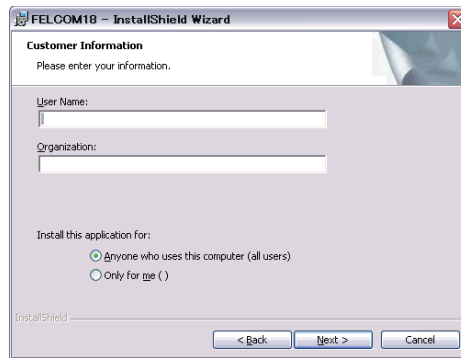 FELCOM18 - InstallShield Wizard
Customer Information
Please enter your information.
User Name:
Organization:
Install this application for:
Anyone who uses this computer (all users)
Only for me ( )
InstallShield
< Back
Next >
Cancel